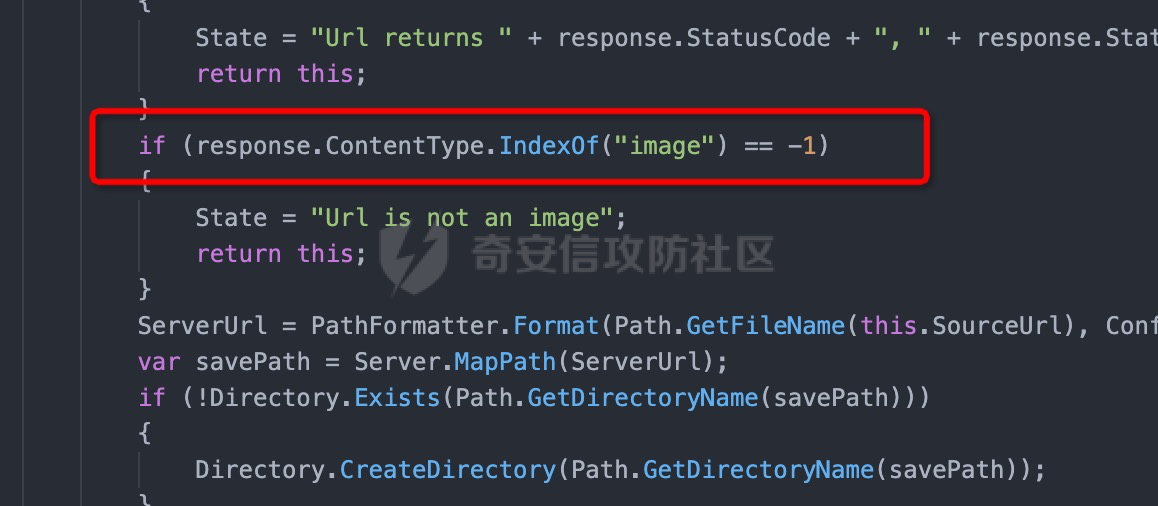 {
State = "Url returns " + response.StatusCode + ", " + response.Stat
return this;
}
if (response.ContentType.IndexOf("image") == -1)
{
State = "Url is not an image";
return this;
奇安信攻防社区
}
ServerUrl = PathFormatter.Format(Path.GetFileName(this.SourceUrl), Conf
var savePath = Server.MapPath(ServerUrl);
if (!Directory.Exists(Path.GetDirectoryName(savePath)))
{
Directory.CreateDirectory(Path.GetDirectoryName(savePath));
}